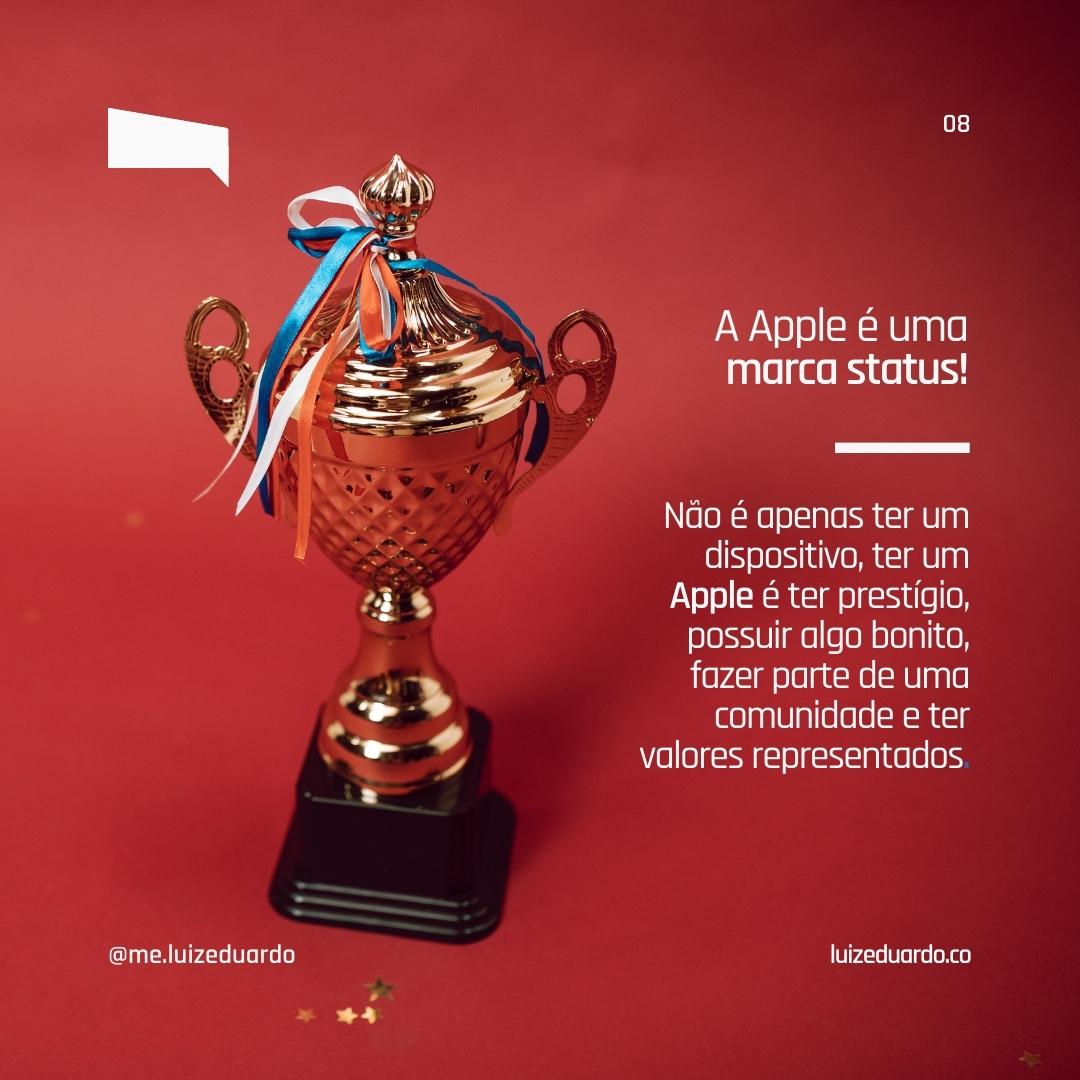 08
A Apple é uma
marca status!
Não é apenas ter um
dispositivo, ter um
Apple é ter prestígio,
possuir algo bonito,
fazer parte de uma
comunidade e ter
valores representados.
@me.luizeduardo
luizeduardo.co